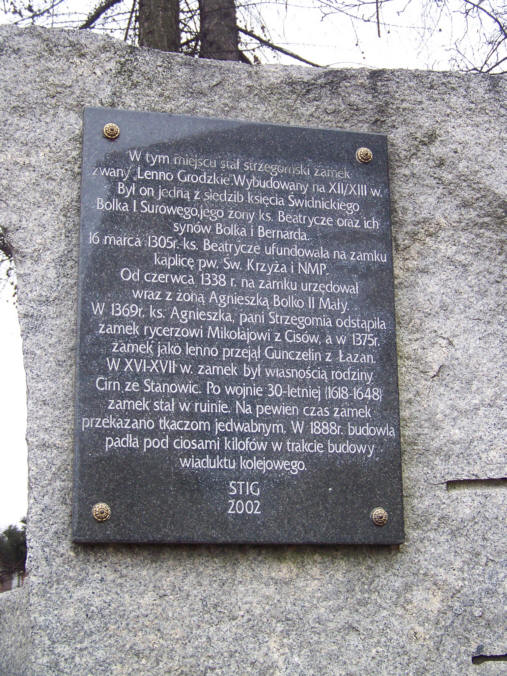 W tym miejscu stał strzegomski zamek
zwany „Lenno Grodzkie”. Wybudowany na XII/XIII w.
Był on jedną z siedzib księcia Świdnickiego
Bolka I Surowego, jego żony ks. Beatrycze oraz ich
synów Bolka i Bernarda.
16 marca 1305r. ks. Beatrycze ufundowała na zamku
kaplicę pw. Św. Krzyża i NMP.
Od czerwca 1338 r. na zamku urzędował
wraz z żoną Agnieszką Bolko II Mały.
W 1369r. ks. Agnieszka, pani Strzegomia odstąpiła
zamek rycerzowi Mikołajowi z Cisów, a w 1375r.
zamek jako lenno przejął Gunczelin z Łazan.
W XVI-XVII w. zamek był własnością rodziny
Cirn ze Stanowic. Po wojnie 30-letniej (1618-1648)
zamek stał w ruinie. Na pewien czas zamek
przekazano tkaczom jedwabnym. W 1888r. budowla
padła pod ciosami kilofów w trakcie budowy
wiaduktu kolejowego.
STIG
2002